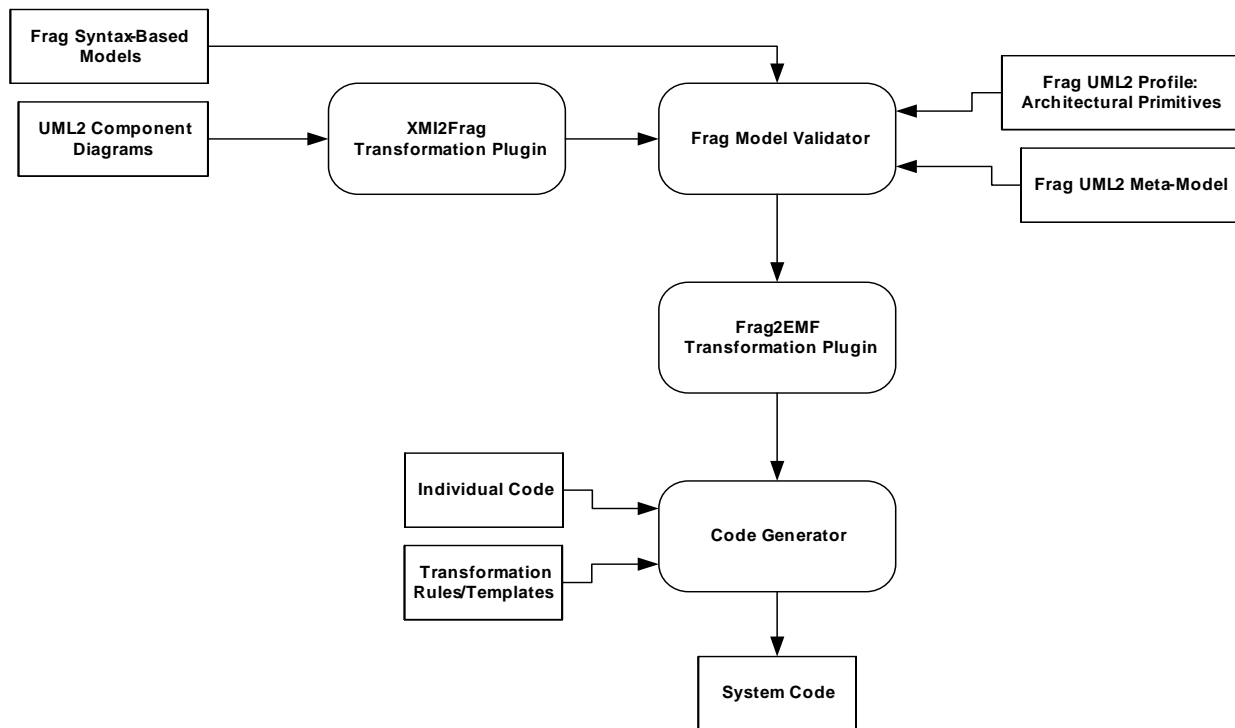 Frag Syntax-Based
Models
UML2 Component
Diagrams
XMI2Frag
Transformation Plugin
Frag Model Validator
Frag UML2 Profile:
Architectural Primitives
Frag UML2 Meta-Model
Frag2EMF
Transformation Plugin
Individual Code
Transformation
Rules/Templates
Code Generator
System Code